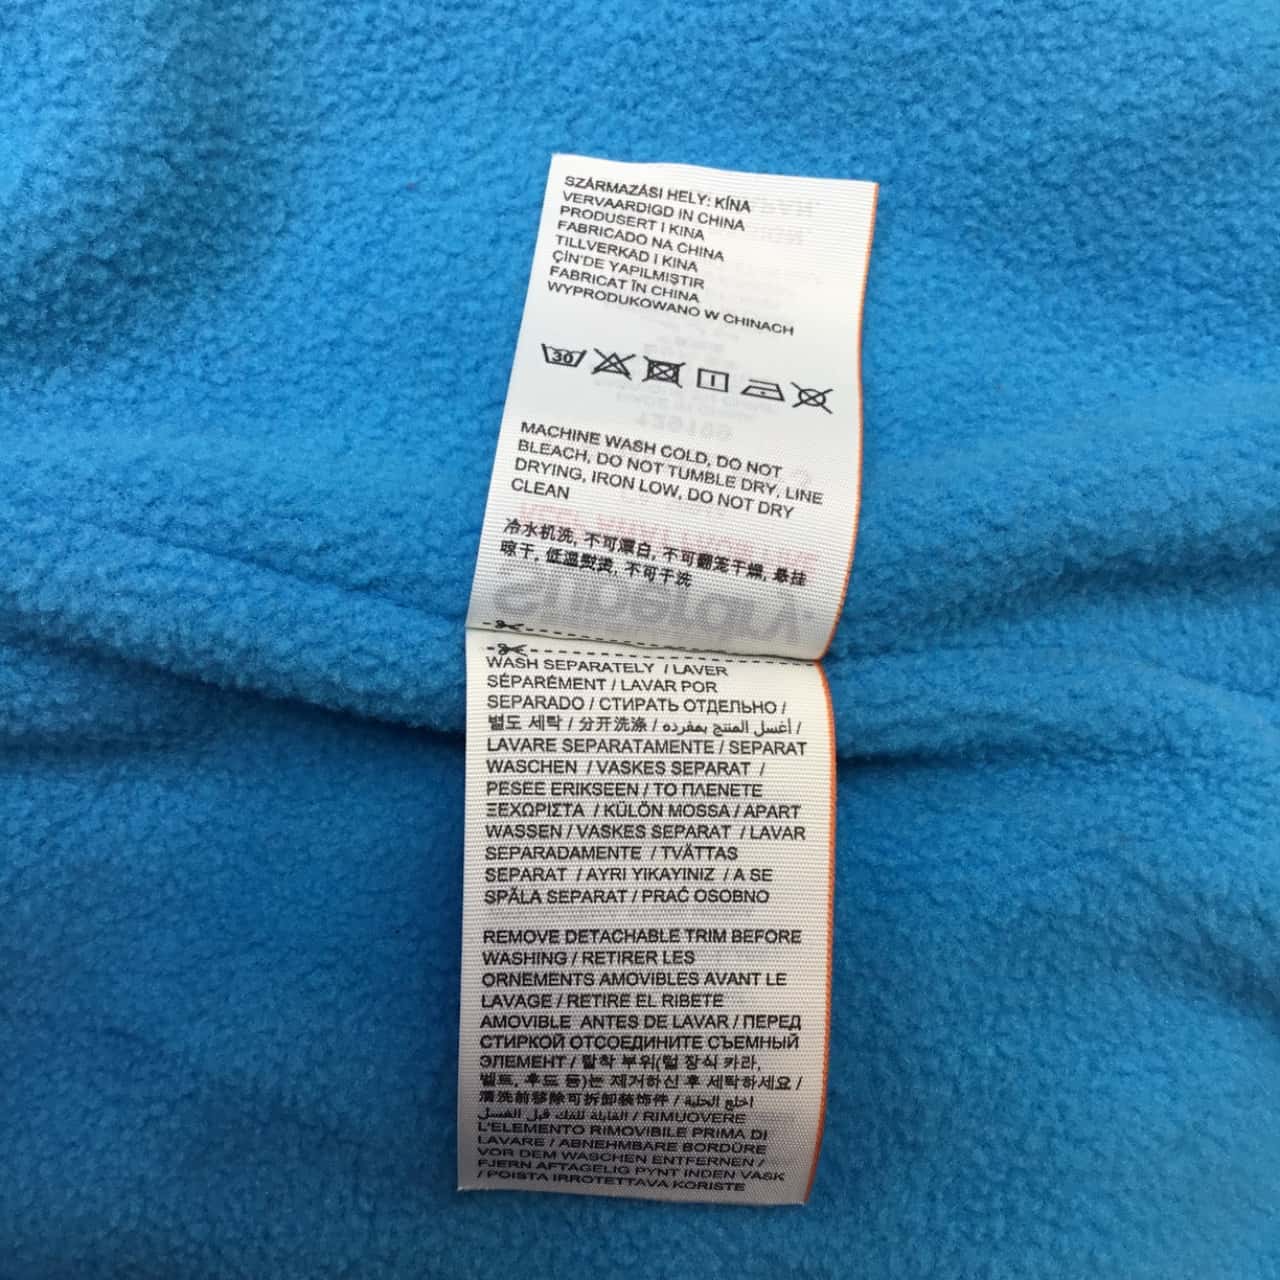 SZÁRMAZÁSI HELY: KÍNA
VERVAARDIGD IN CHINA
PRODUSERT I KINA
FABRICADO NA CHINA
TILLVERKAD I KINA
ÇİN'DE YAPILMIŞTIR
FABRICAT ÎN CHINA
WYPRODUKOWANO W CHINACH
30
MACHINE WASH COLD, DO NOT
BLEACH, DO NOT TUMBLE DRY, LINE
DRYING, IRON LOW, DO NOT DRY
CLEAN
冷水机洗, 不可漂白, 不可翻笼干燥, 悬挂
晾干, 低温熨烫, 不可干洗
WASH SEPARATELY / LAVER
SÉPARÉMENT / LAVAR POR
SEPARADO / СТИРАТЬ ОТДЕЛЬНО /
별도 세탁 / 分开洗涤 / أغسل المنتج بمفرده /
LAVARE SEPARATAMENTE / SEPARAT
WASCHEN / VASKES SEPARAT /
PESEE ERIKSEEN / ΤΟ ΠΛΕΝΕΤΕ
ΞΕΧΩΡΙΣΤΑ / KÜLÖN MOSSA / APART
WASSEN / VASKES SEPARAT / LAVAR
SEPARADAMENTE / TVÄTTAS
SEPARAT / AYRI YIKAYINIZ / A SE
SPĂLA SEPARAT / PRAĆ OSOBNO
REMOVE DETACHABLE TRIM BEFORE
WASHING / RETIRER LES
ORNEMENTS AMOVIBLES AVANT LE
LAVAGE / RETIRE EL RIBETE
AMOVIBLE ANTES DE LAVAR / ПЕРЕД
СТИРКОЙ ОТСОЕДИНИТЕ СЪЕМНЫЙ
ЭЛЕМЕНТ / 탈착 부위(털 장식 카라,
벨트, 후드 등)는 제거하신 후 세탁하세요 /
清洗前移除可拆卸装饰件 / اخلع الحلية
القابلة للفك قبل الغسل / RIMUOVERE
L'ELEMENTO RIMOVIBILE PRIMA DI
LAVARE / ABNEHMBARE BORDÜRE
VOR DEM WASCHEN ENTFERNEN /
FJERN AFTAGELIG PYNT INDEN VASK
/ POISTA IRROTETTAVA KORISTE